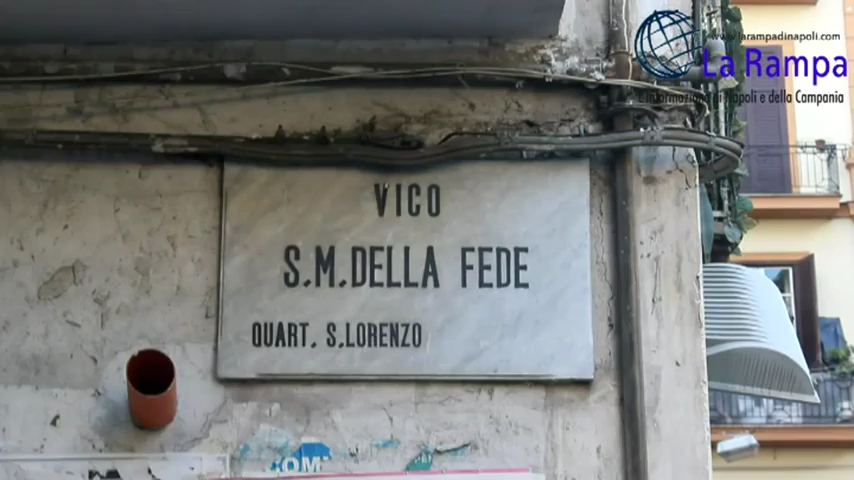 www.larampadinapoli.com
La Rampa
VICO
S.M.DELLA FEDE
QUART. S.LORENZO
COM